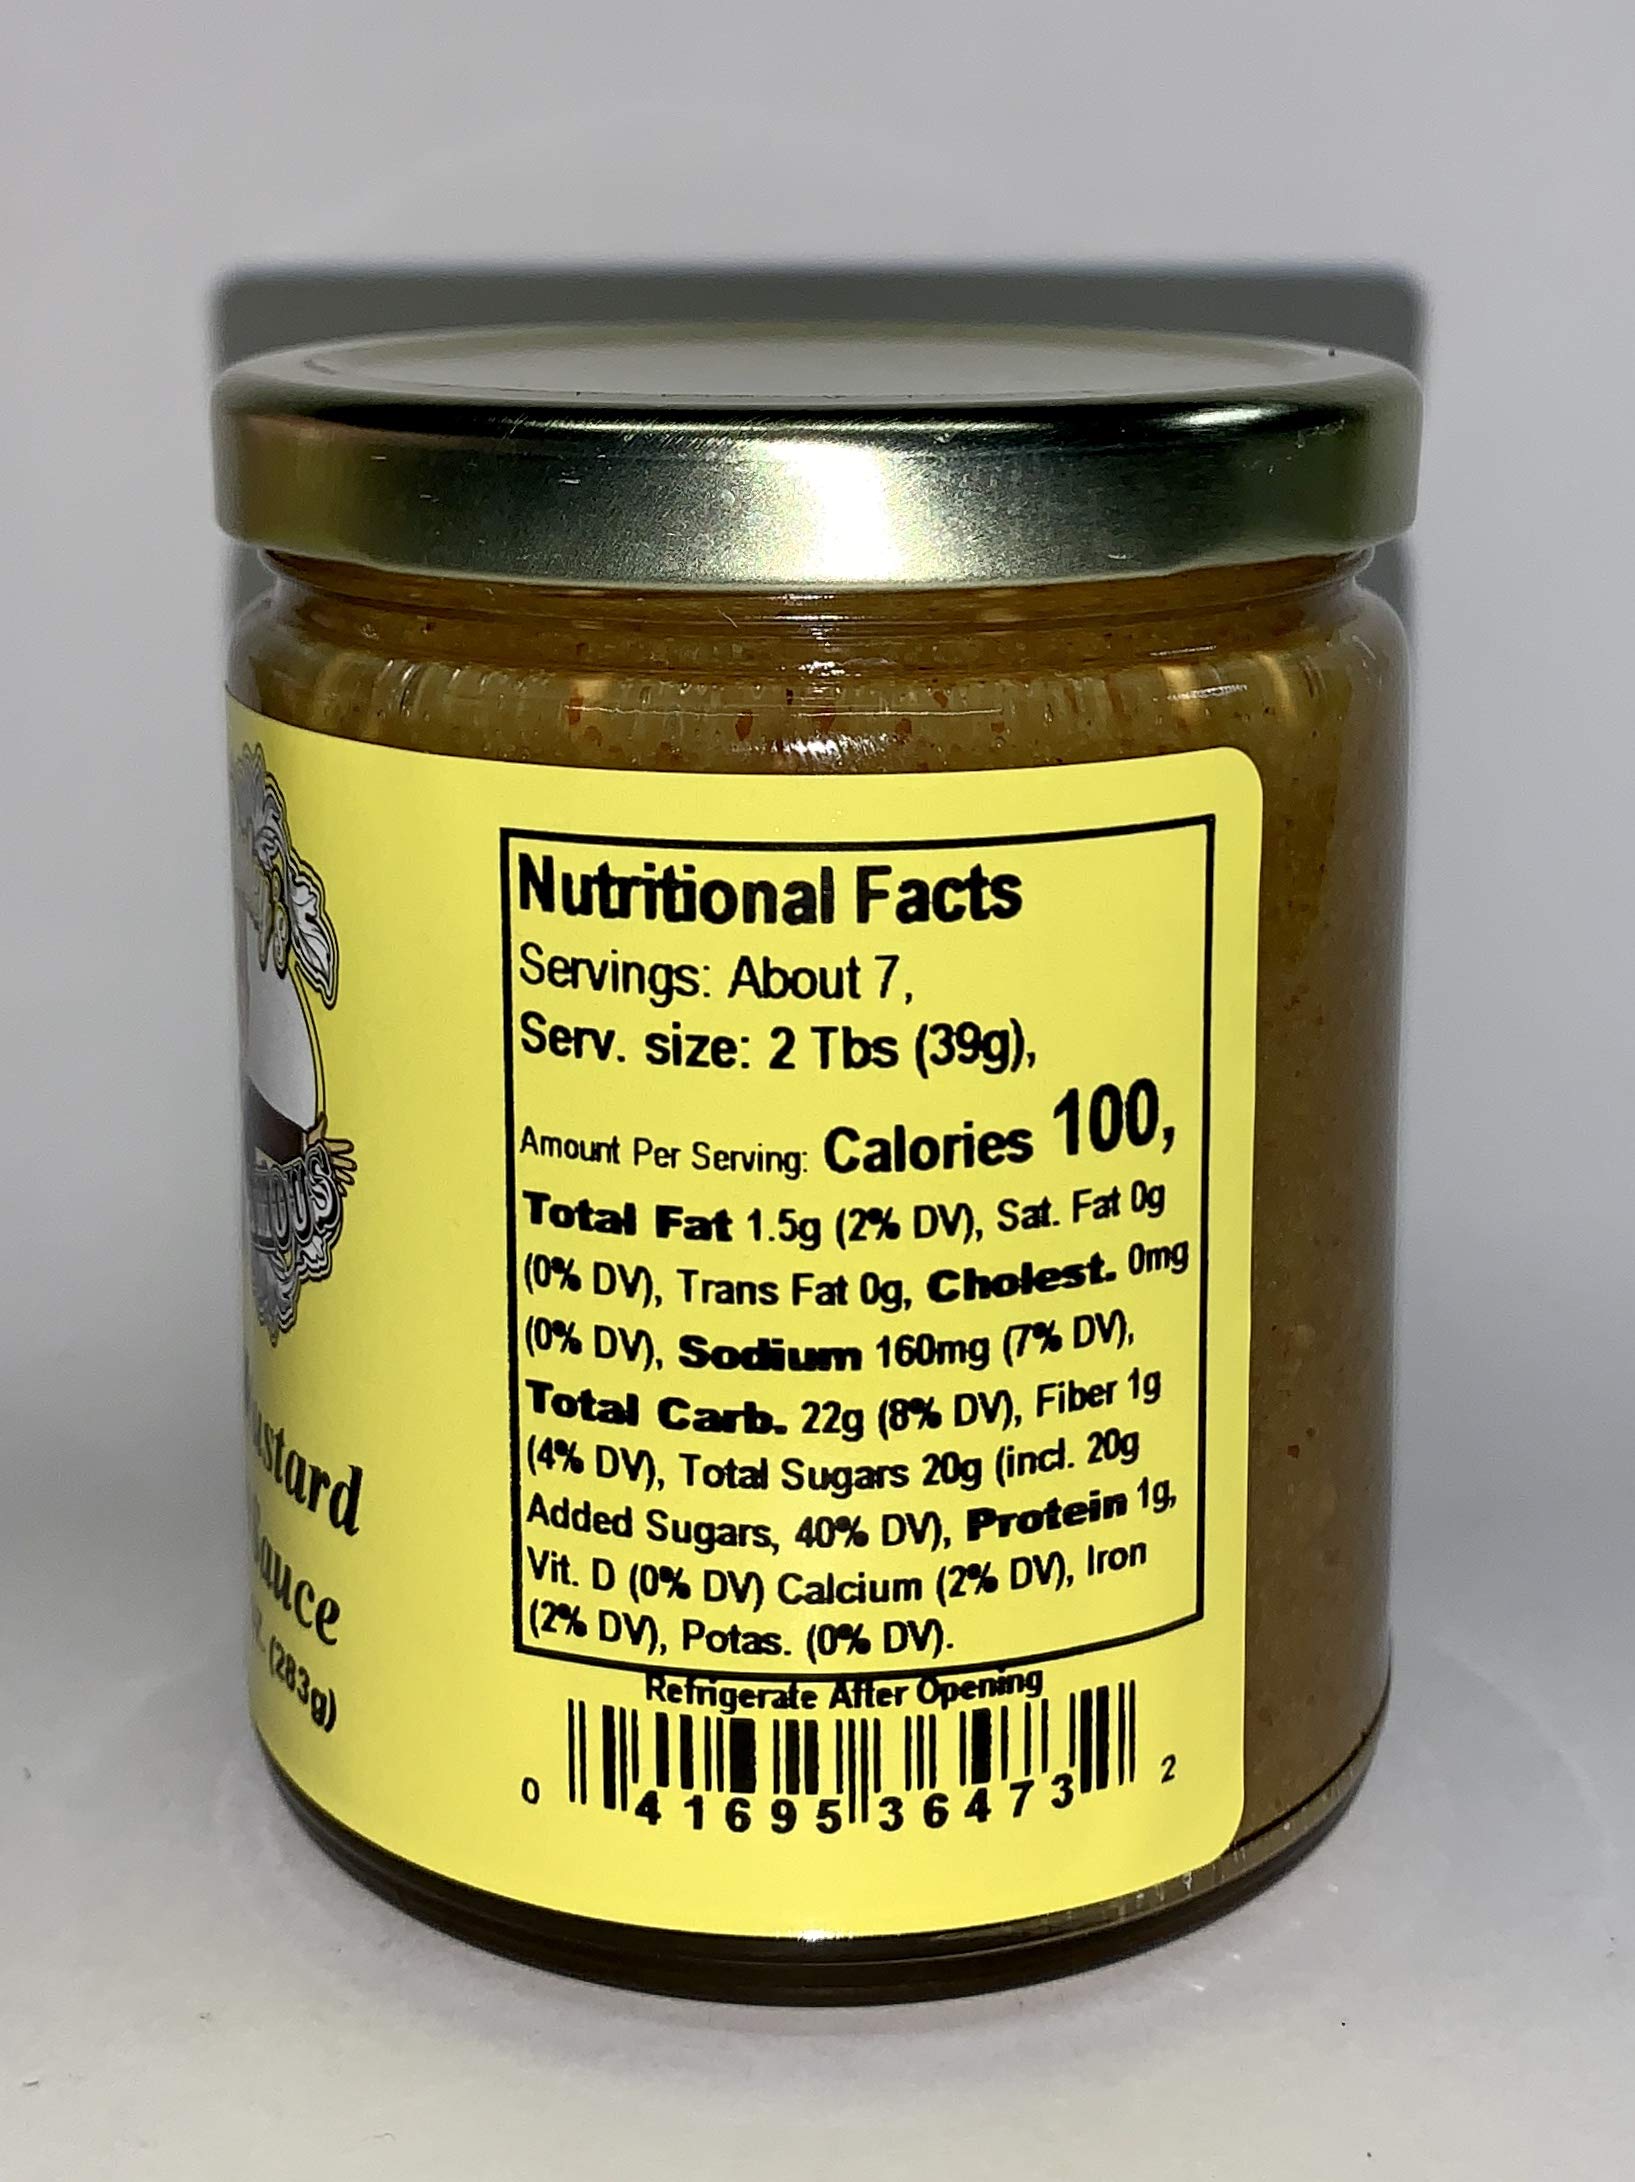 Nutritional Facts
Servings: About 7,
Serv. size: 2 Tbs (39g),
Amount Per Serving: Calories 100,
Total Fat 1.5g (2% DV), Sat. Fat 0g
(0% DV), Trans Fat 0g, Cholest. 0mg
(0% DV), Sodium 160mg (7% DV),
Total Carb. 22g (8% DV), Fiber 1g
(4% DV), Total Sugars 20g (incl. 20g
Added Sugars, 40% DV), Protein 1g,
Vit. D (0% DV) Calcium (2% DV), Iron
(2% DV), Potas. (0% DV).
Refrigerate After Opening
0 41695 36473 2
(283g)